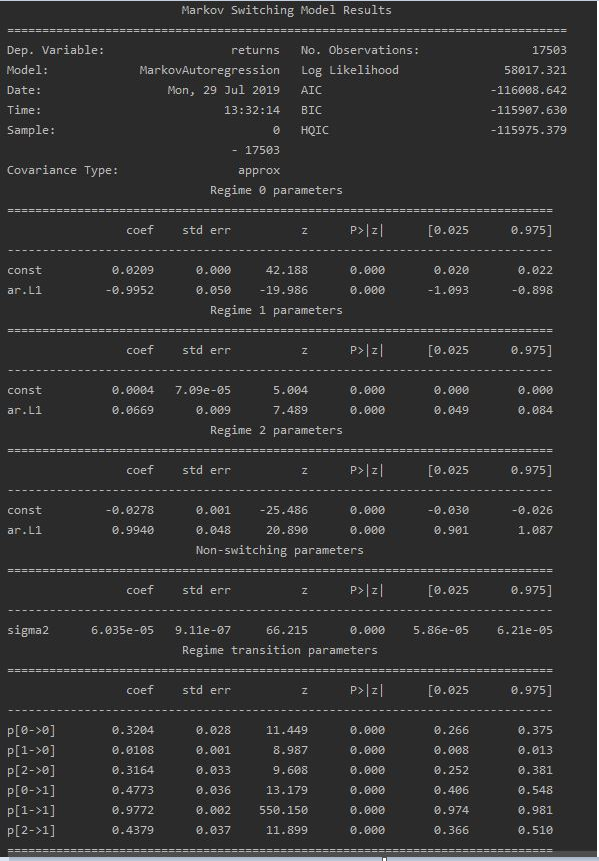 Markov Switching Model Results
==============================================================================
Dep. Variable: returns No. Observations: 17503
Model: MarkovAutoregression Log Likelihood 58017.321
Date: Mon, 29 Jul 2019 AIC -116008.642
Time: 13:32:14 BIC -115907.630
Sample: 0 HQIC -115975.379
- 17503
Covariance Type: approx
Regime 0 parameters
==============================================================================
coef std err z P>|z| [0.025 0.975]
------------------------------------------------------------------------------
const 0.0209 0.000 42.188 0.000 0.020 0.022
ar.L1 -0.9952 0.050 -19.986 0.000 -1.093 -0.898
Regime 1 parameters
==============================================================================
coef std err z P>|z| [0.025 0.975]
------------------------------------------------------------------------------
const 0.0004 7.09e-05 5.004 0.000 0.000 0.000
ar.L1 0.0669 0.009 7.489 0.000 0.049 0.084
Regime 2 parameters
==============================================================================
coef std err z P>|z| [0.025 0.975]
------------------------------------------------------------------------------
const -0.0278 0.001 -25.486 0.000 -0.030 -0.026
ar.L1 0.9940 0.048 20.890 0.000 0.901 1.087
Non-switching parameters
==============================================================================
coef std err z P>|z| [0.025 0.975]
------------------------------------------------------------------------------
sigma2 6.035e-05 9.11e-07 66.215 0.000 5.86e-05 6.21e-05
Regime transition parameters
==============================================================================
coef std err z P>|z| [0.025 0.975]
------------------------------------------------------------------------------
p[0->0] 0.3204 0.028 11.449 0.000 0.266 0.375
p[1->0] 0.0108 0.001 8.987 0.000 0.008 0.013
p[2->0] 0.3164 0.033 9.608 0.000 0.252 0.381
p[0->1] 0.4773 0.036 13.179 0.000 0.406 0.548
p[1->1] 0.9772 0.002 550.150 0.000 0.974 0.981
p[2->1] 0.4379 0.037 11.899 0.000 0.366 0.510
==============================================================================